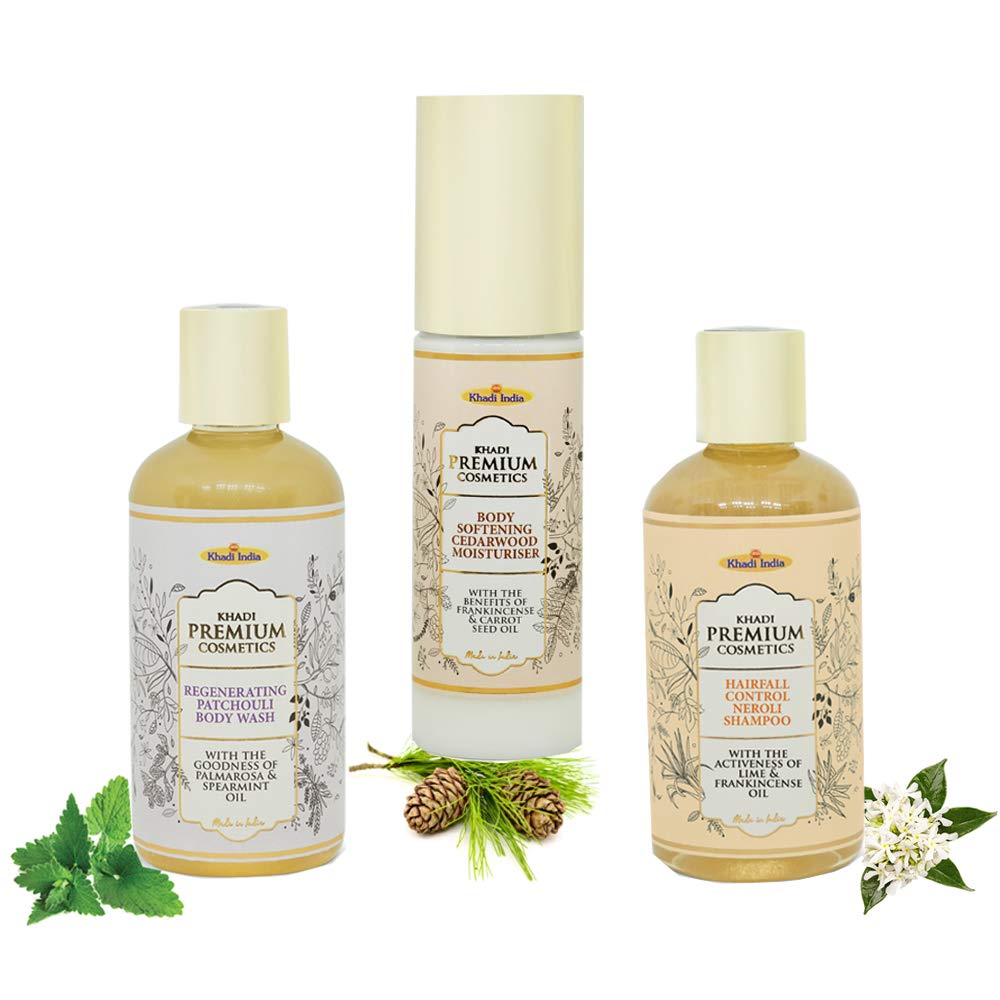 Khadi India
KHADI
PREMIUM
COSMETICS
REGENERATING
PATCHOULI
BODY WASH
WITH THE
GOODNESS OF
PALMAROSA &
SPEARMINT
OIL
Made in India
Khadi India
KHADI
PREMIUM
COSMETICS
BODY
SOFTENING
CEDARWOOD
MOISTURISER
WITH THE
BENEFITS OF
FRANKINCENSE
& CARROT
SEED OIL
Made in India
Khadi India
KHADI
PREMIUM
COSMETICS
HAIRFALL
CONTROL
NEROLI
SHAMPOO
WITH THE
ACTIVENESS OF
LIME &
FRANKINCENSE
OIL
Made in India